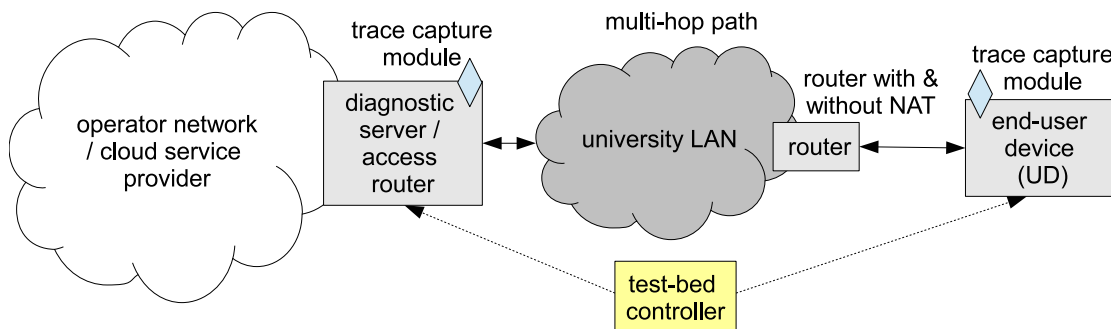 operator network
/ cloud service
provider
trace capture
module
diagnostic
server /
access
router
multi-hop path
university LAN
router with &
without NAT
router
trace capture
module
end-user
device
(UD)
test-bed
controller